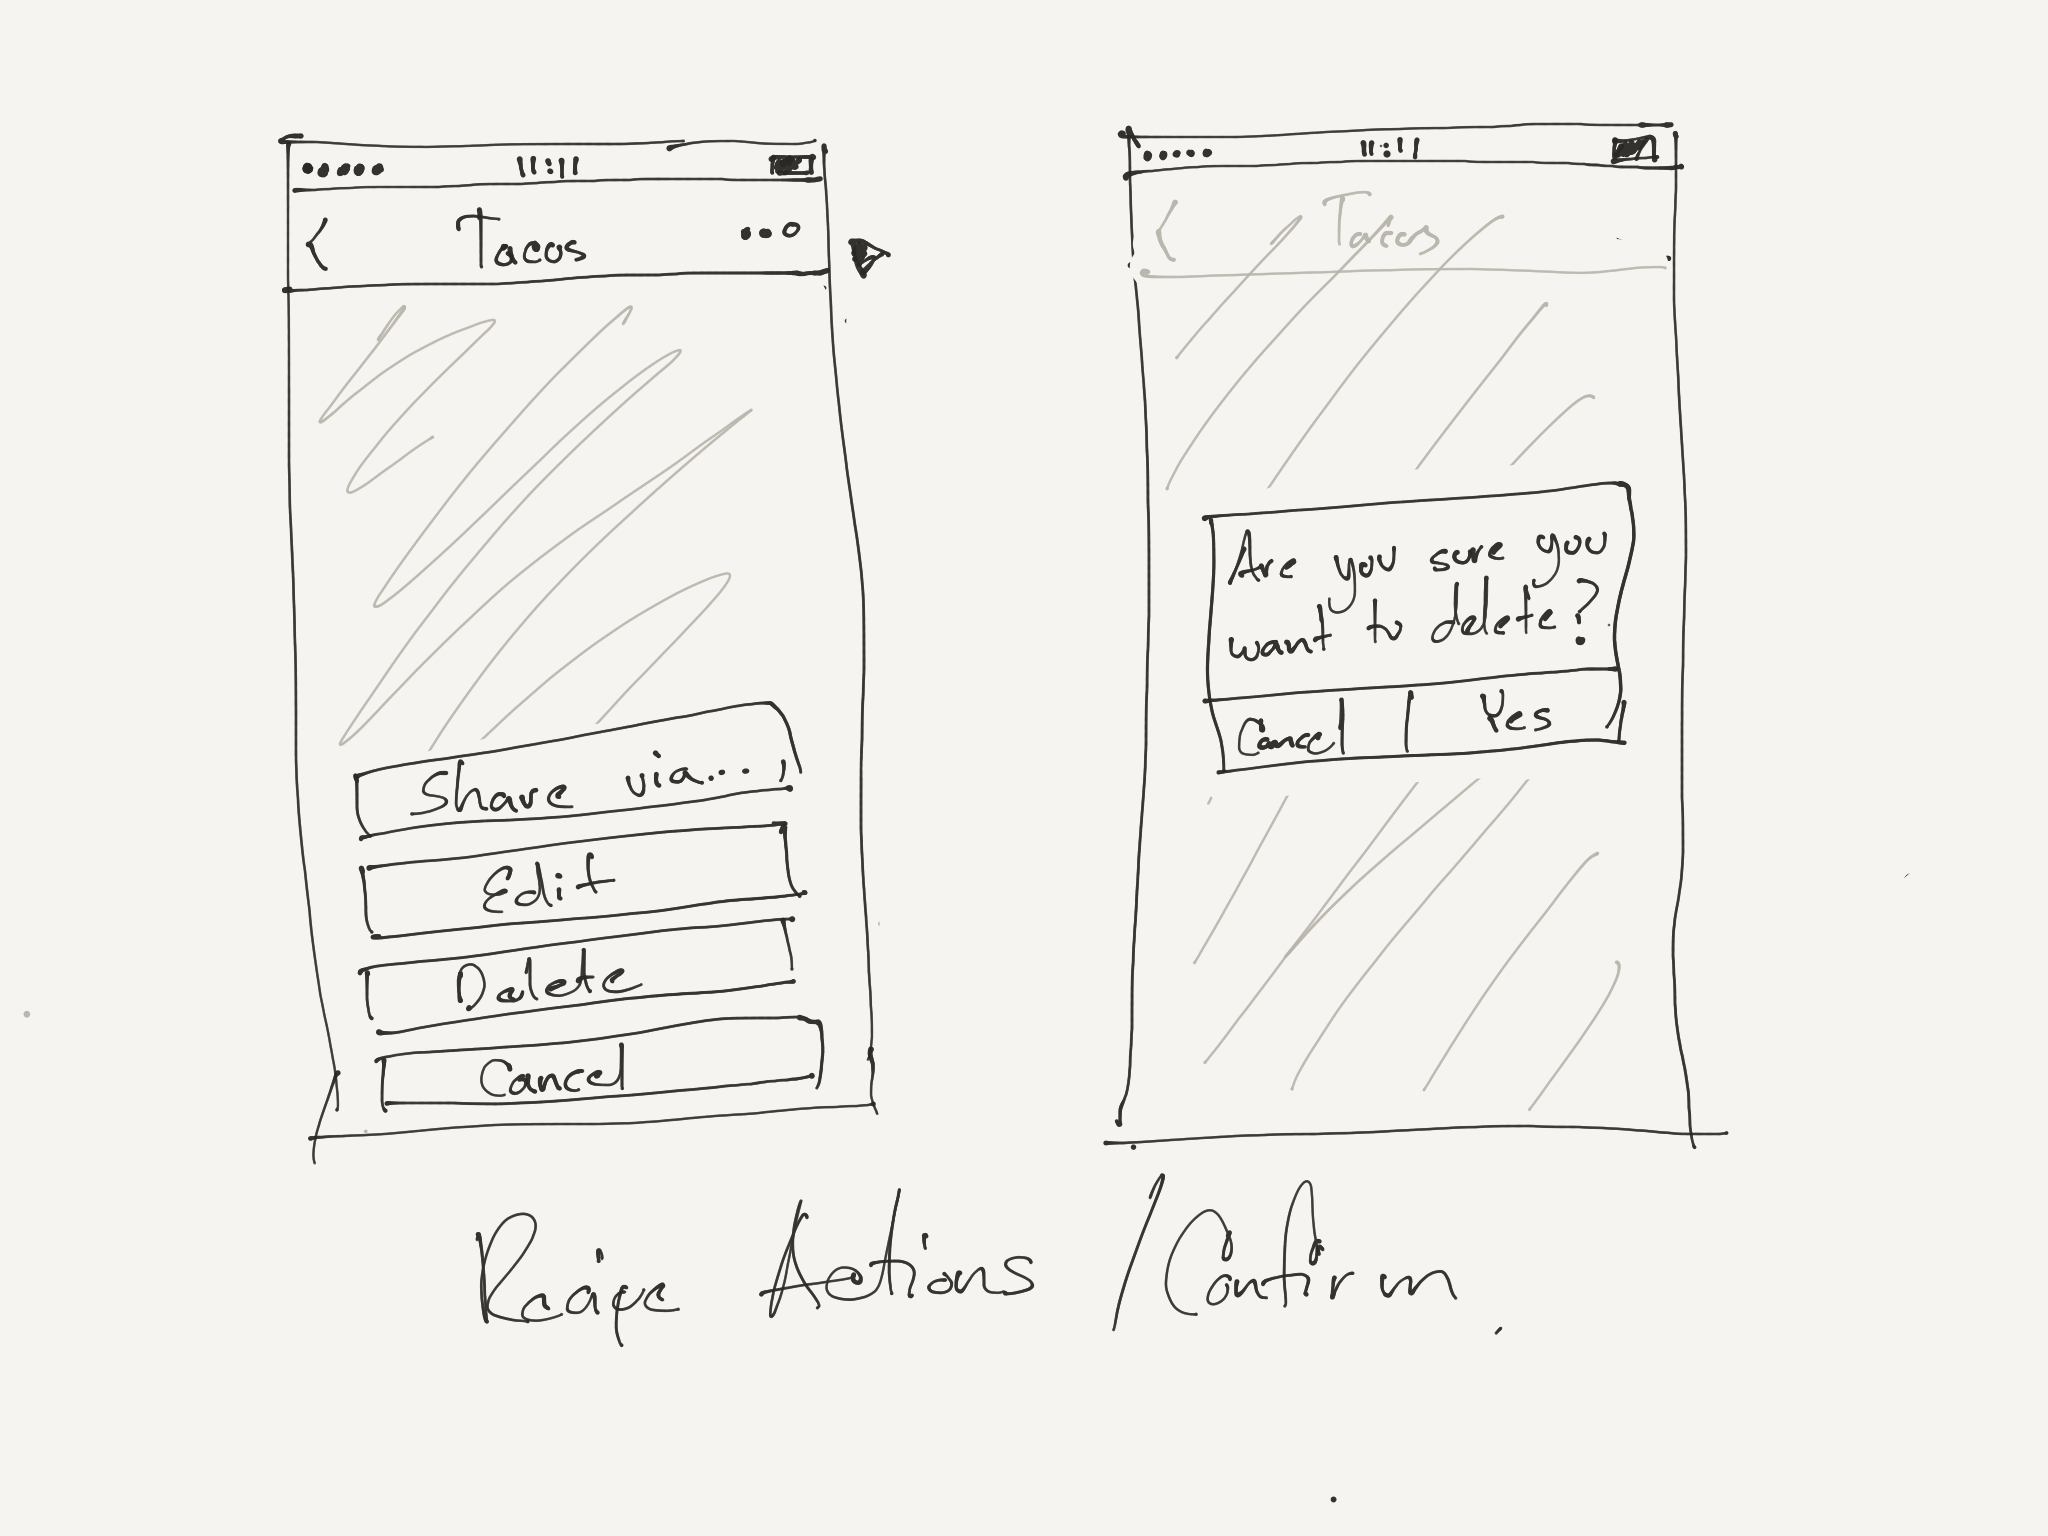 11:11
Tacos
Share via...
Edit
Delete
Cancel
11:11
Tacos
Are you sure you
want to delete?
Cancel | Yes
Recipe Actions / Confirm